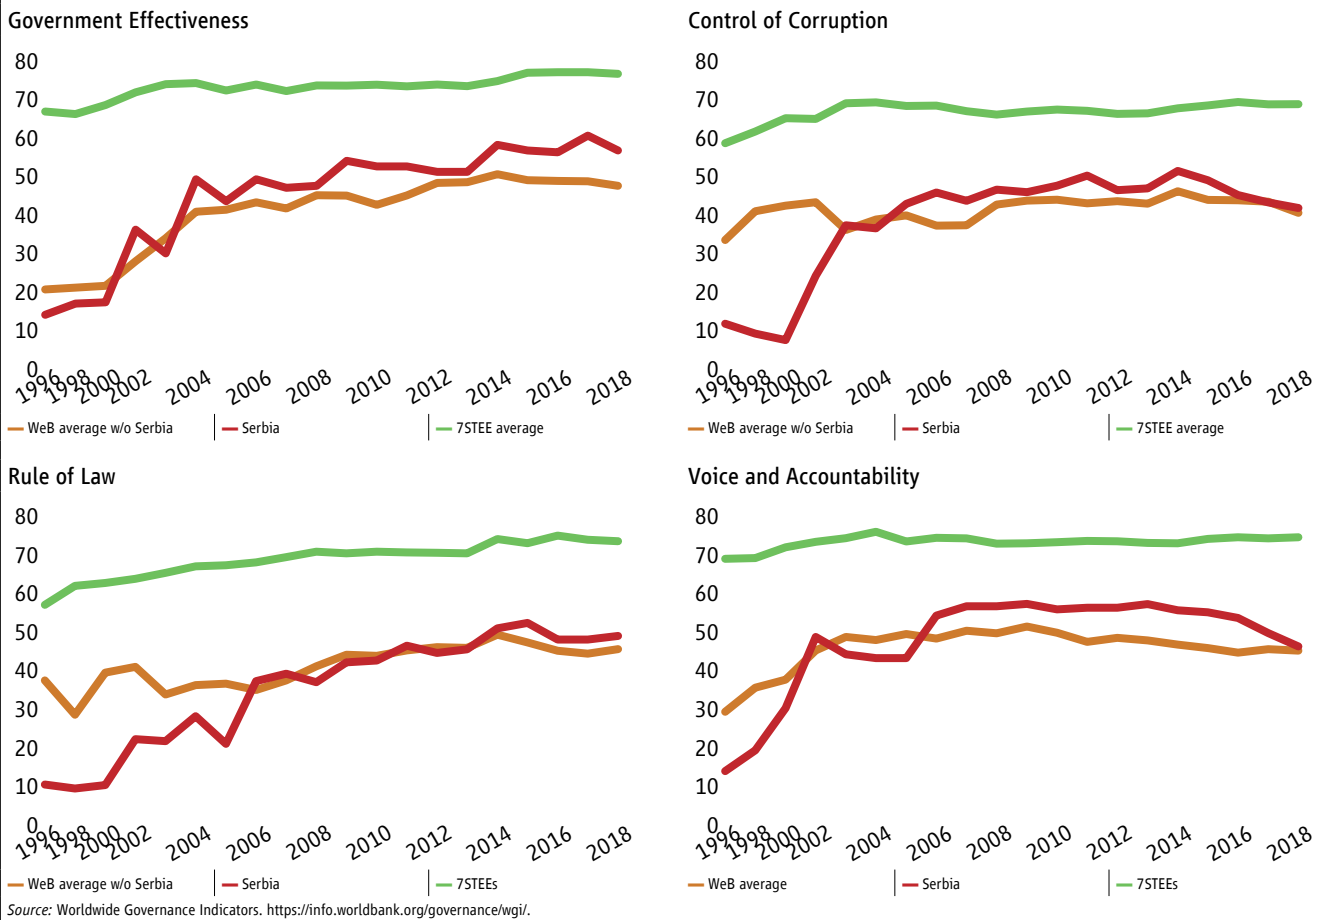 Government Effectiveness
80
70
60
50
40
30
20
10
0
1996 1998 2000 2002 2004 2006 2008 2010 2012 2014 2016 2018
WeB average w/o Serbia Serbia 7STEE average
Control of Corruption
80
70
60
50
40
30
20
10
0
1996 1998 2000 2002 2004 2006 2008 2010 2012 2014 2016 2018
WeB average w/o Serbia Serbia 7STEE average
Rule of Law
80
70
60
50
40
30
20
10
0
1996 1998 2000 2002 2004 2006 2008 2010 2012 2014 2016 2018
WeB average w/o Serbia Serbia 7STEEs
Voice and Accountability
80
70
60
50
40
30
20
10
0
1996 1998 2000 2002 2004 2006 2008 2010 2012 2014 2016 2018
WeB average Serbia 7STEEs
Source: Worldwide Governance Indicators. https://info.worldbank.org/governance/wgi/.